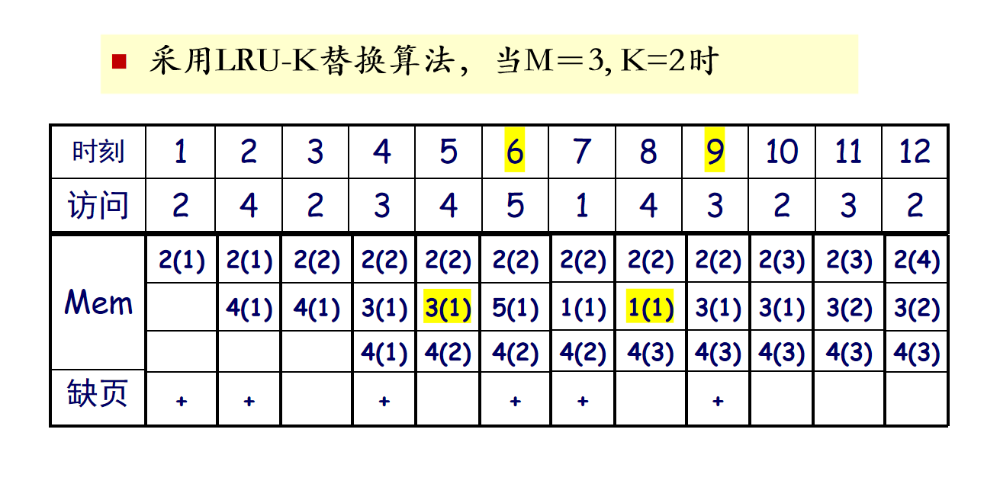 采用LRU-K替换算法，当M＝3, K=2时
时刻 1 2 3 4 5 6 7 8 9 10 11 12
访问 2 4 2 3 4 5 1 4 3 2 3 2
2(1) 2(1) 2(2) 2(2) 2(2) 2(2) 2(2) 2(2) 2(2) 2(3) 2(3) 2(4)
Mem 4(1) 4(1) 3(1) 3(1) 5(1) 1(1) 1(1) 3(1) 3(1) 3(2) 3(2)
4(1) 4(2) 4(2) 4(2) 4(3) 4(3) 4(3) 4(3) 4(3)
缺页 + + + + + +